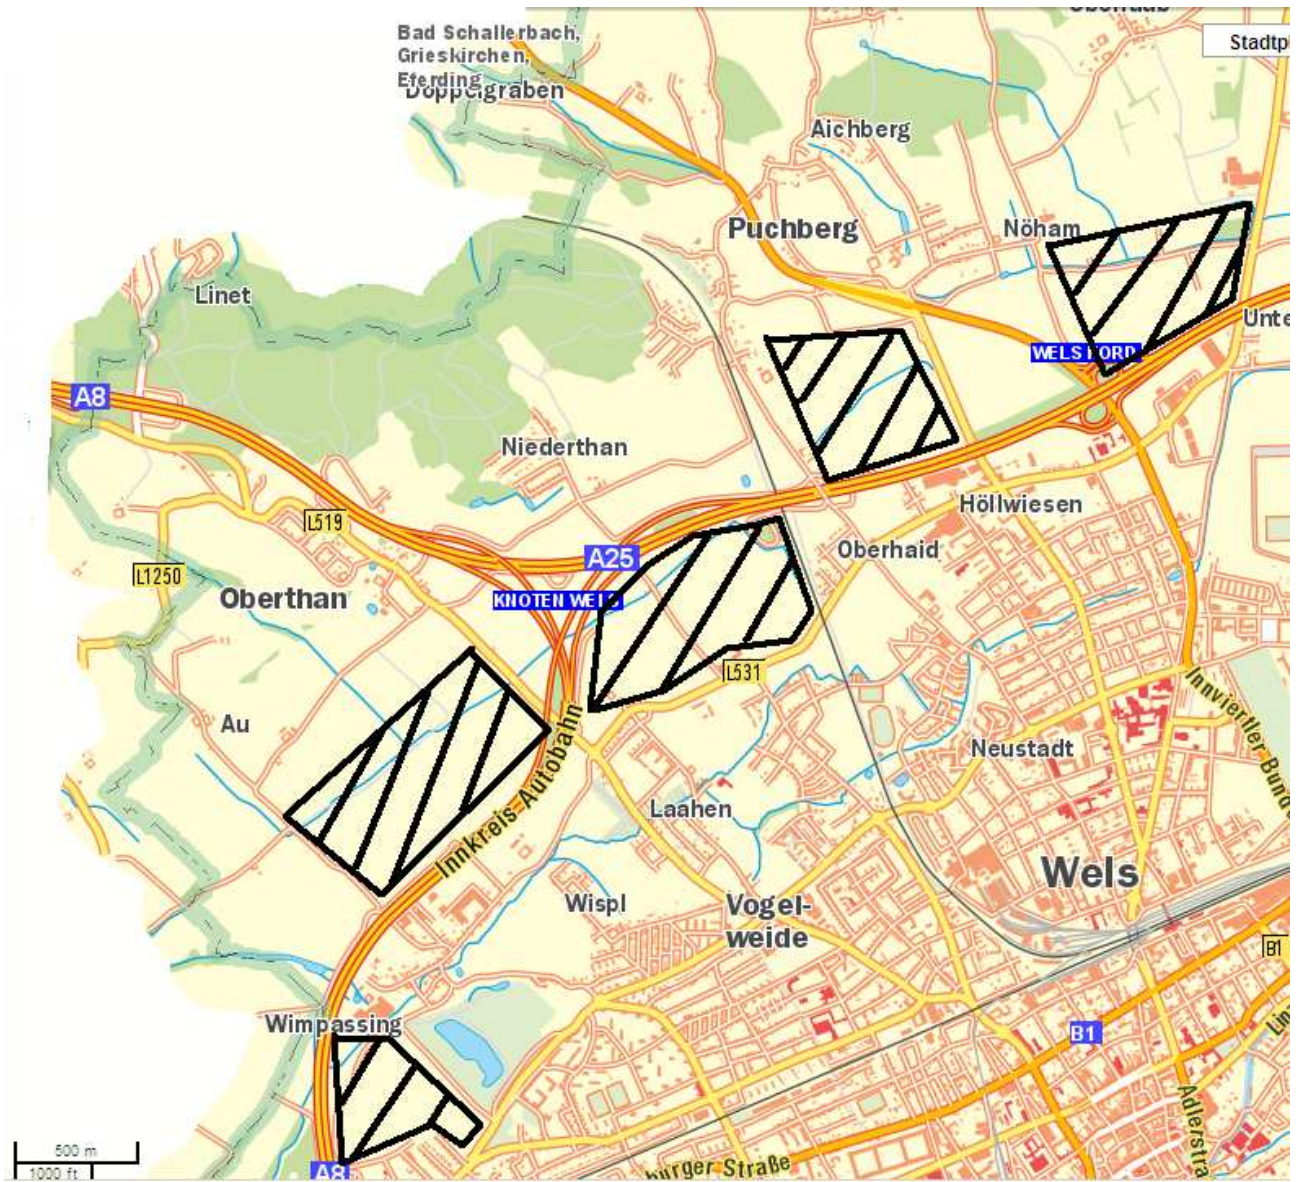 Bad Schallerbach,
Grieskirchen,
Eferding
Doppelgraben
Stadtpl
Aichberg
Puchberg
Nöham
Linet
Unte
WELS NORD
A8
Niederthan
Höllwiesen
L519
Oberhaid
A25
L1250
Oberthan
KNOTEN WELS
L531
Innviertler Bund
Au
Neustadt
Innkreis-Autobahn
Laahen
Wels
Wispl
Vogel-
weide
B1
Wimpassing
B1
Lin
Adlerstra
500 m
1000 ft
A8
burger Straße